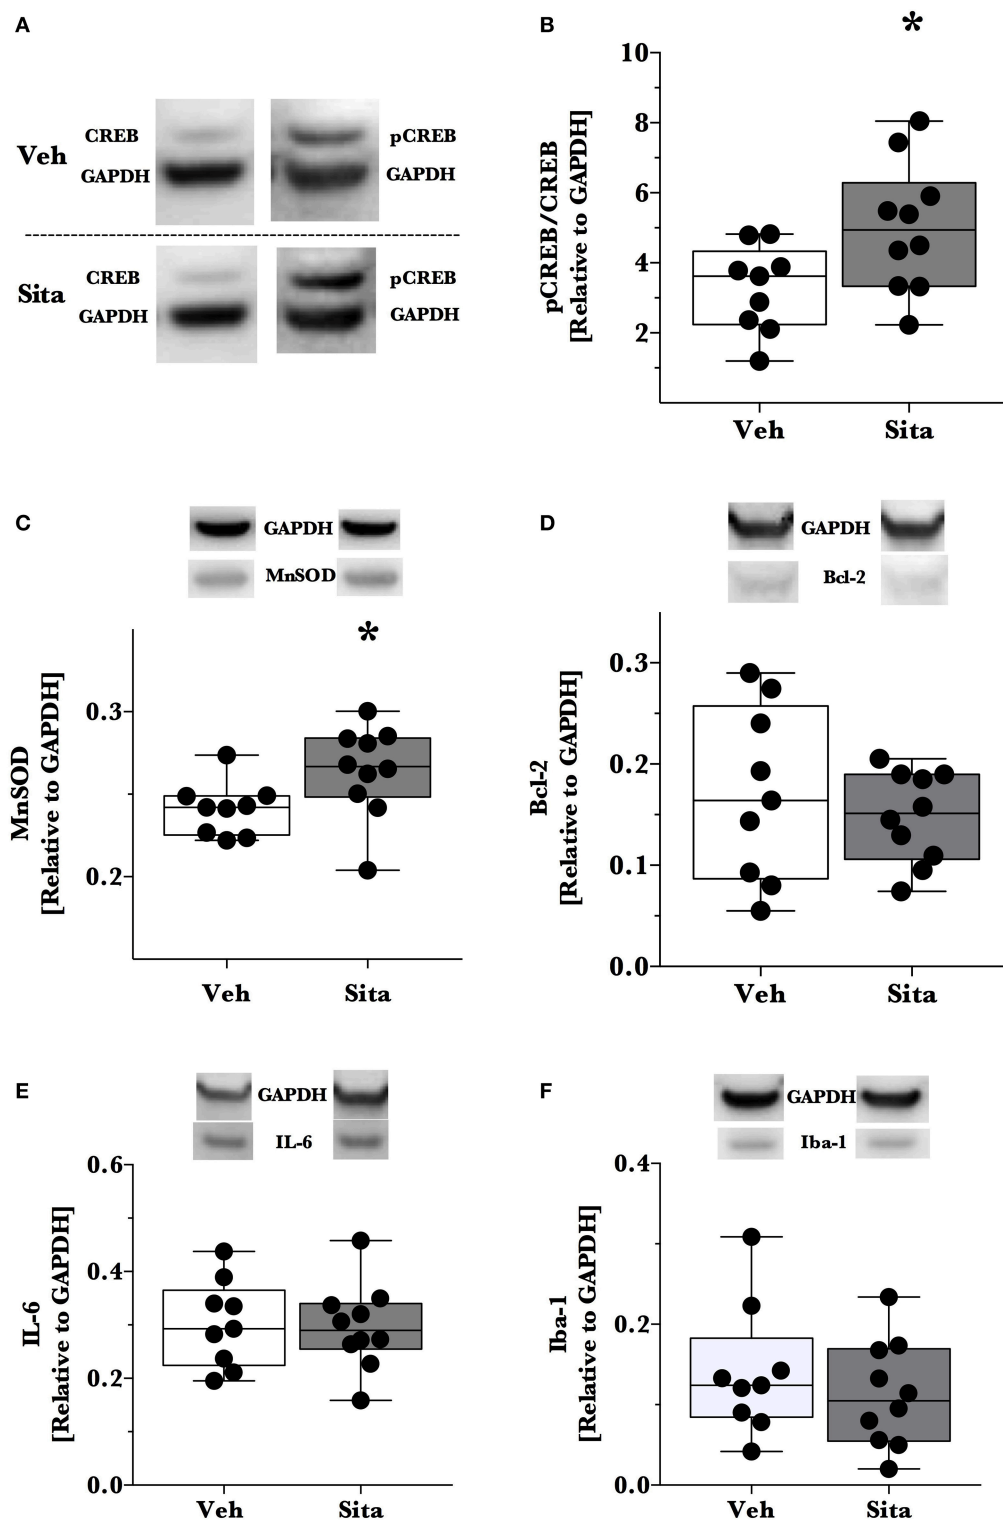 A
Veh
CREB
pCREB
GAPDH
GAPDH
Sita
CREB
pCREB
GAPDH
GAPDH
B
*
pCREB/CREB
[Relative to GAPDH]
10
8
6
4
2
Veh
Sita
C
GAPDH
MnSOD
*
MnSOD
[Relative to GAPDH]
0.3
0.2
Veh
Sita
D
GAPDH
Bcl-2
Bcl-2
[Relative to GAPDH]
0.3
0.2
0.1
0.0
Veh
Sita
E
GAPDH
IL-6
IL-6
[Relative to GAPDH]
0.6
0.4
0.2
0.0
Veh
Sita
F
GAPDH
Iba-1
Iba-1
[Relative to GAPDH]
0.4
0.2
0.0
Veh
Sita